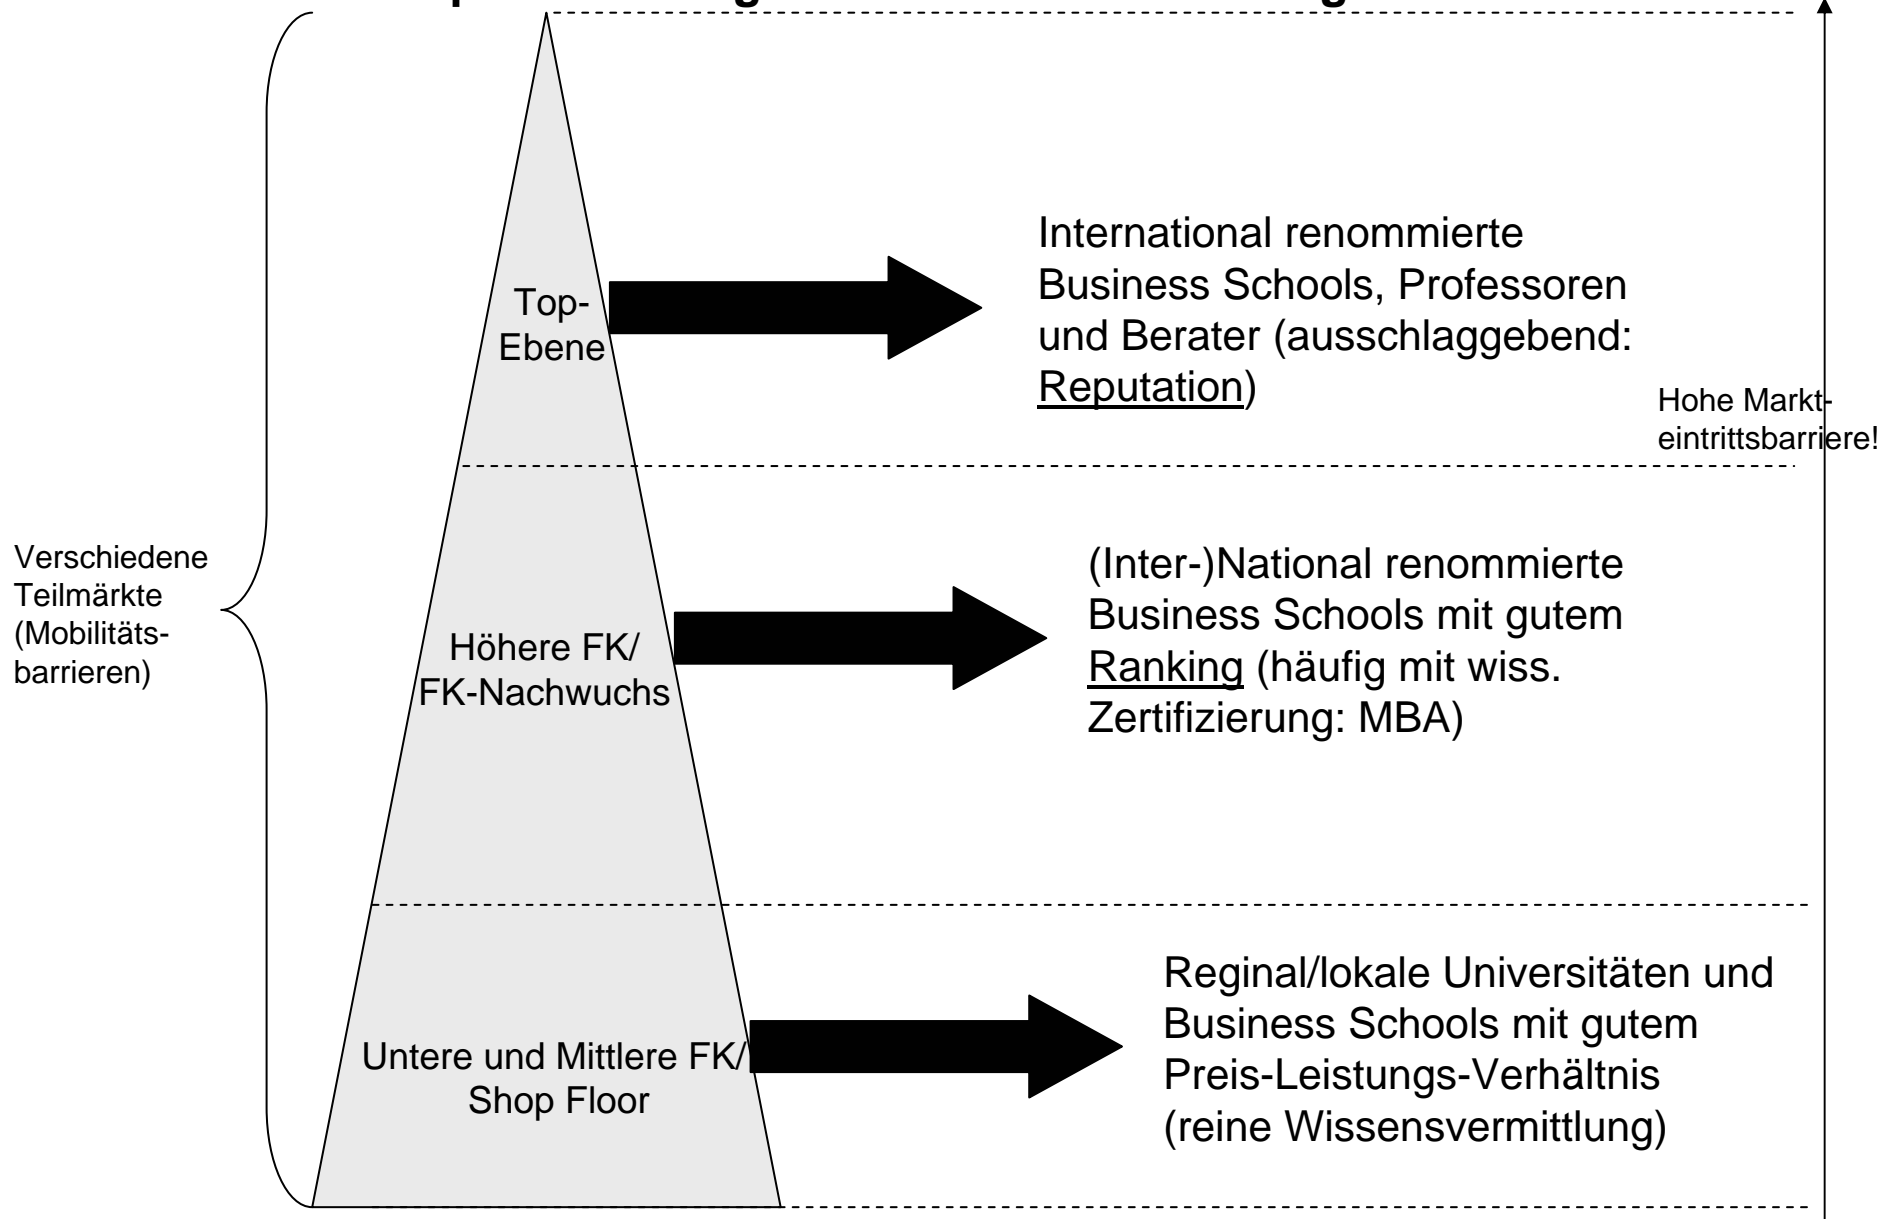 International renommierte
Business Schools, Professoren
und Berater (ausschlaggebend:
Reputation)
Top-
Ebene
Hohe Markt-
eintrittsbarriere!
Verschiedene
Teilmärkte
(Mobilitäts-
barrieren)
(Inter-)National renommierte
Business Schools mit gutem
Ranking (häufig mit wiss.
Zertifizierung: MBA)
Höhere FK/
FK-Nachwuchs
Reginal/lokale Universitäten und
Business Schools mit gutem
Preis-Leistungs-Verhältnis
(reine Wissensvermittlung)
Untere und Mittlere FK/
Shop Floor